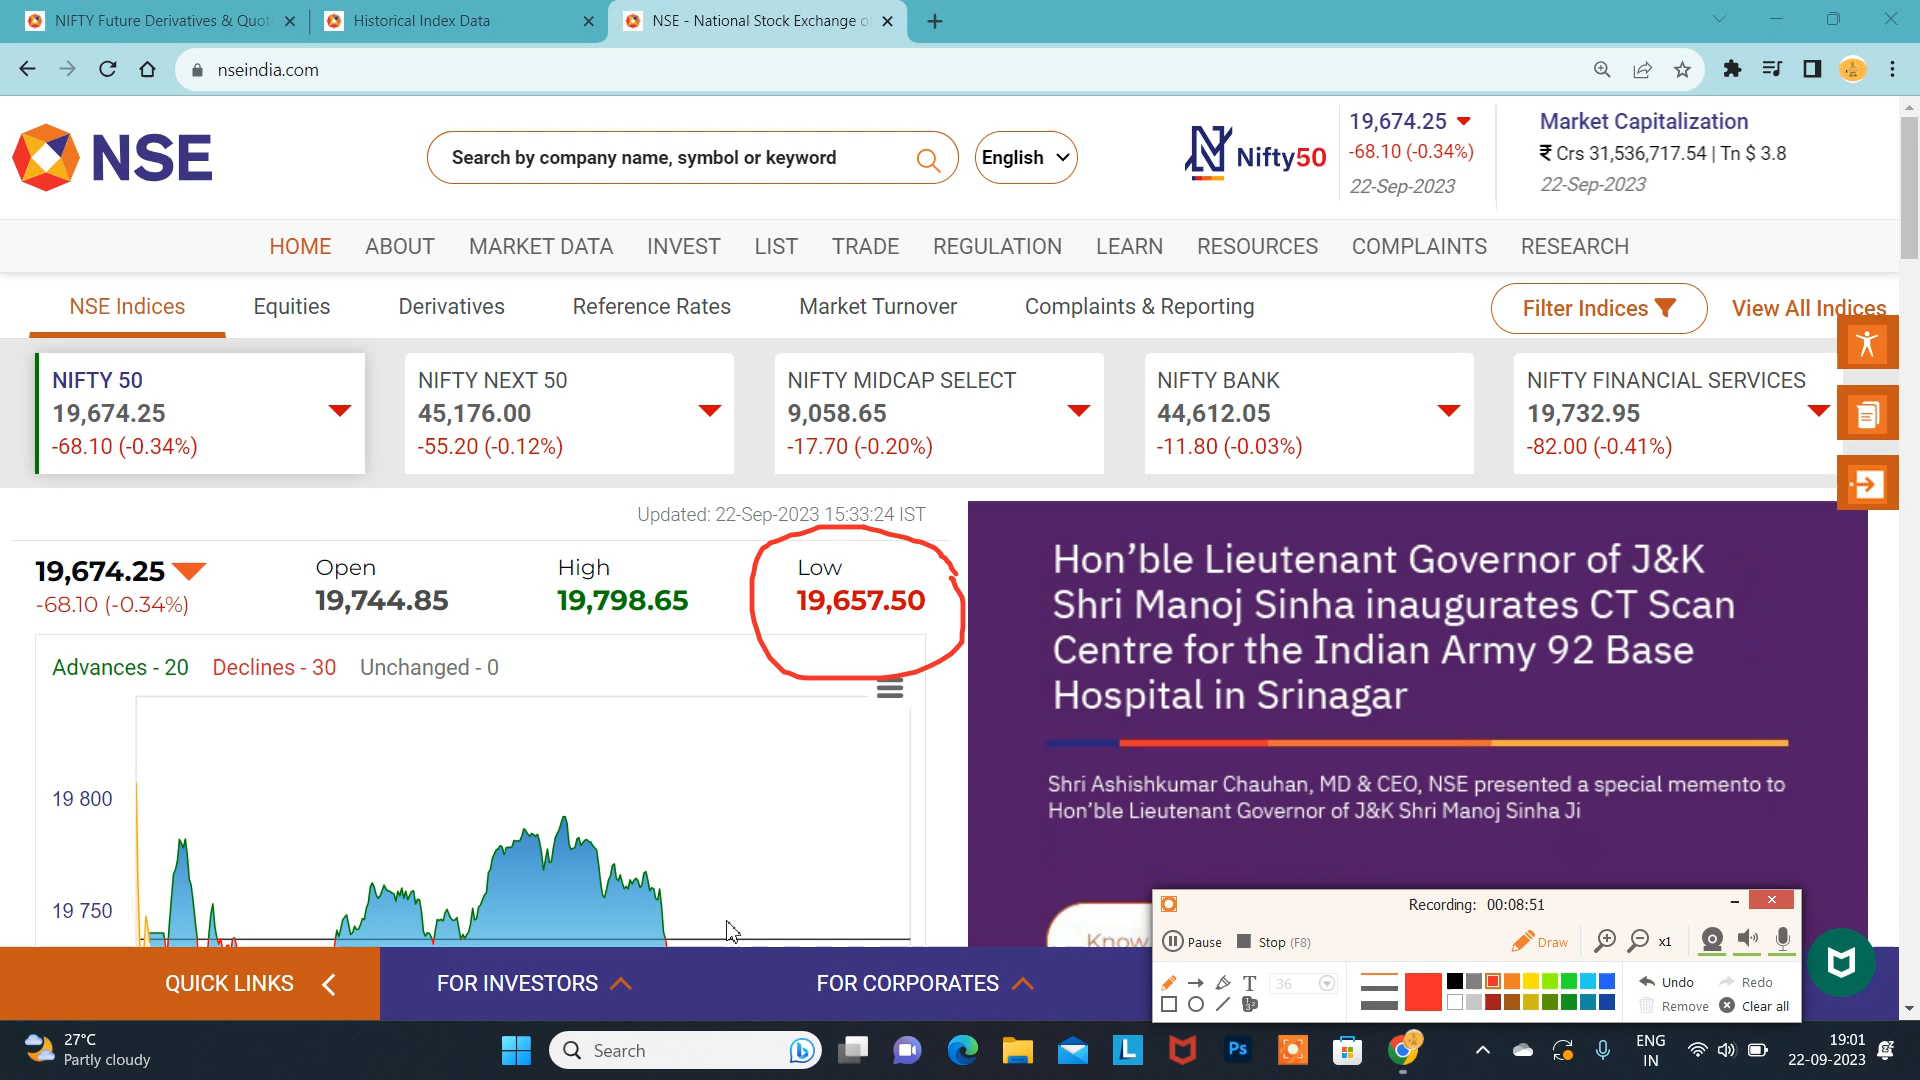 NIFTY Future Derivatives & Quot
Historical Index Data
NSE - National Stock Exchange o
nseindia.com
NSE
Search by company name, symbol or keyword
English
Nifty50
19,674.25
-68.10 (-0.34%)
22-Sep-2023
Market Capitalization
₹ Crs 31,536,717.54 | Tn $ 3.8
22-Sep-2023
HOME ABOUT MARKET DATA INVEST LIST TRADE REGULATION LEARN RESOURCES COMPLAINTS RESEARCH
NSE Indices Equities Derivatives Reference Rates Market Turnover Complaints & Reporting
Filter Indices
View All Indices
NIFTY 50
19,674.25
-68.10 (-0.34%)
NIFTY NEXT 50
45,176.00
-55.20 (-0.12%)
NIFTY MIDCAP SELECT
9,058.65
-17.70 (-0.20%)
NIFTY BANK
44,612.05
-11.80 (-0.03%)
NIFTY FINANCIAL SERVICES
19,732.95
-82.00 (-0.41%)
Updated: 22-Sep-2023 15:33:24 IST
19,674.25
-68.10 (-0.34%)
Open
19,744.85
High
19,798.65
Low
19,657.50
Advances - 20 Declines - 30 Unchanged - 0
19 800
19 750
Hon'ble Lieutenant Governor of J&K
Shri Manoj Sinha inaugurates CT Scan
Centre for the Indian Army 92 Base
Hospital in Srinagar
Shri Ashishkumar Chauhan, MD & CEO, NSE presented a special memento to
Hon'ble Lieutenant Governor of J&K Shri Manoj Sinha Ji
Know
Recording: 00:08:51
Pause Stop (F8) Draw x1
T 36 Undo Redo
Remove Clear all
QUICK LINKS FOR INVESTORS FOR CORPORATES
27°C
Partly cloudy
Search
L
Ps
ENG
IN
19:01
22-09-2023